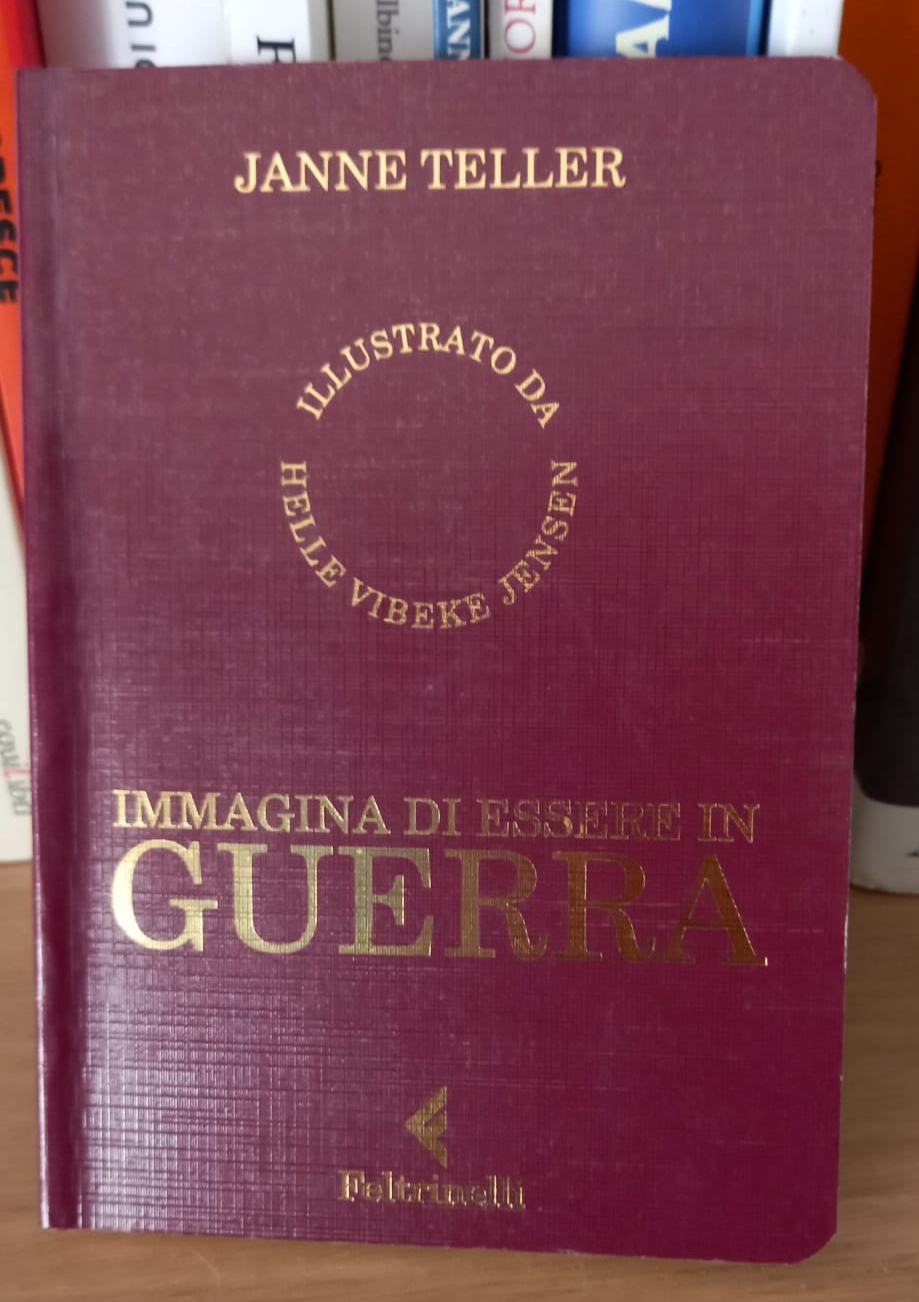 JANNE TELLER
ILLUSTRATO DA
HELLE VIBEKE JENSEN
IMMAGINA DI ESSERE IN
GUERRA
Feltrinelli